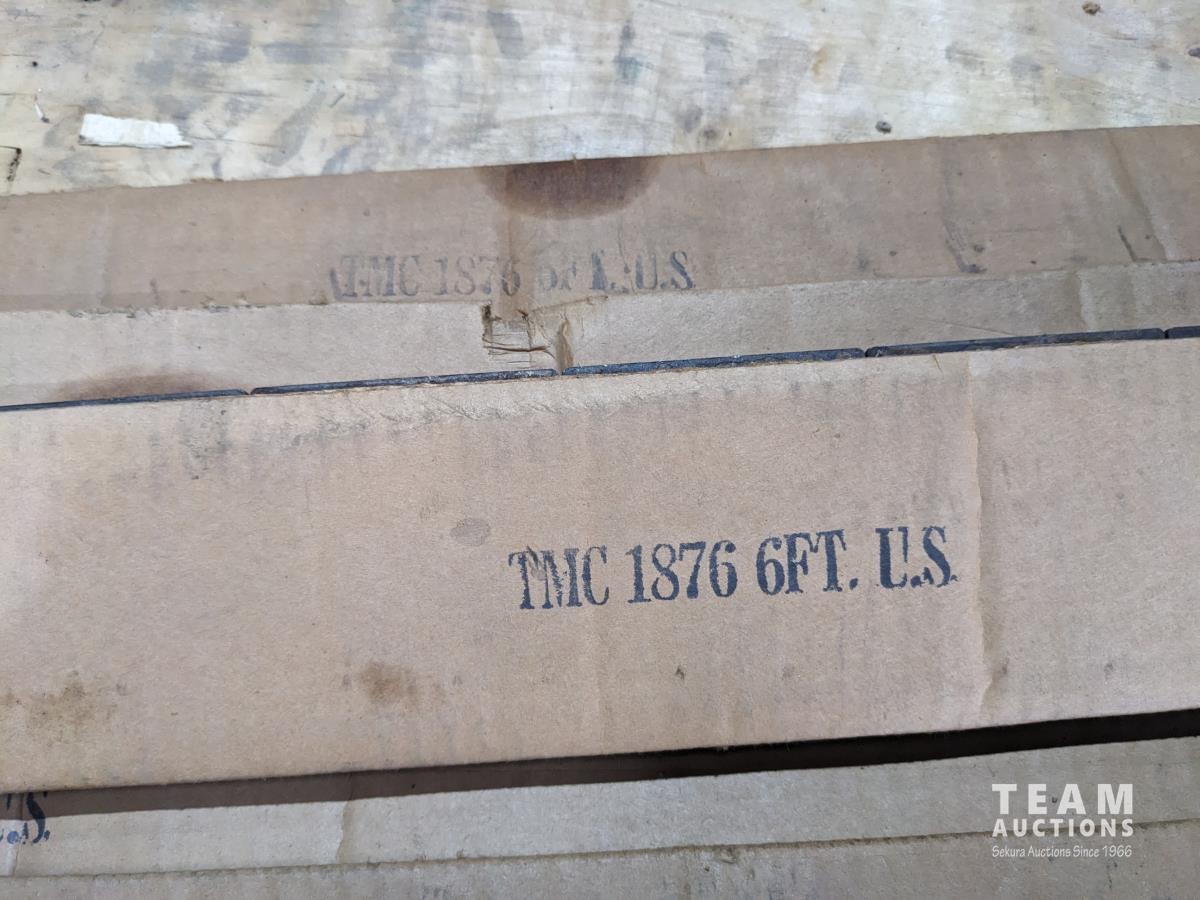 TMC 1876 6FT. U.S.
TMC 1876 6FT. U.S.
U.S.
TEAM
AUCTIONS
Sekura Auctions Since 1966